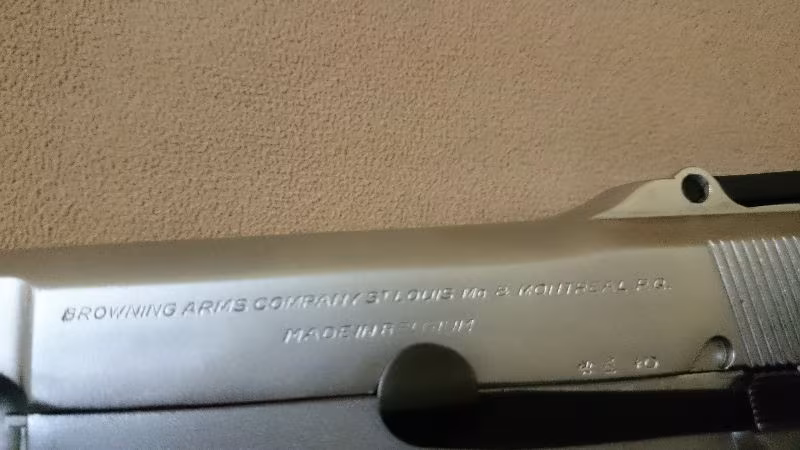 BROWNING ARMS COMPANY ST LOUIS Mo & MONTREAL P.Q.
MADE IN BELGIUM